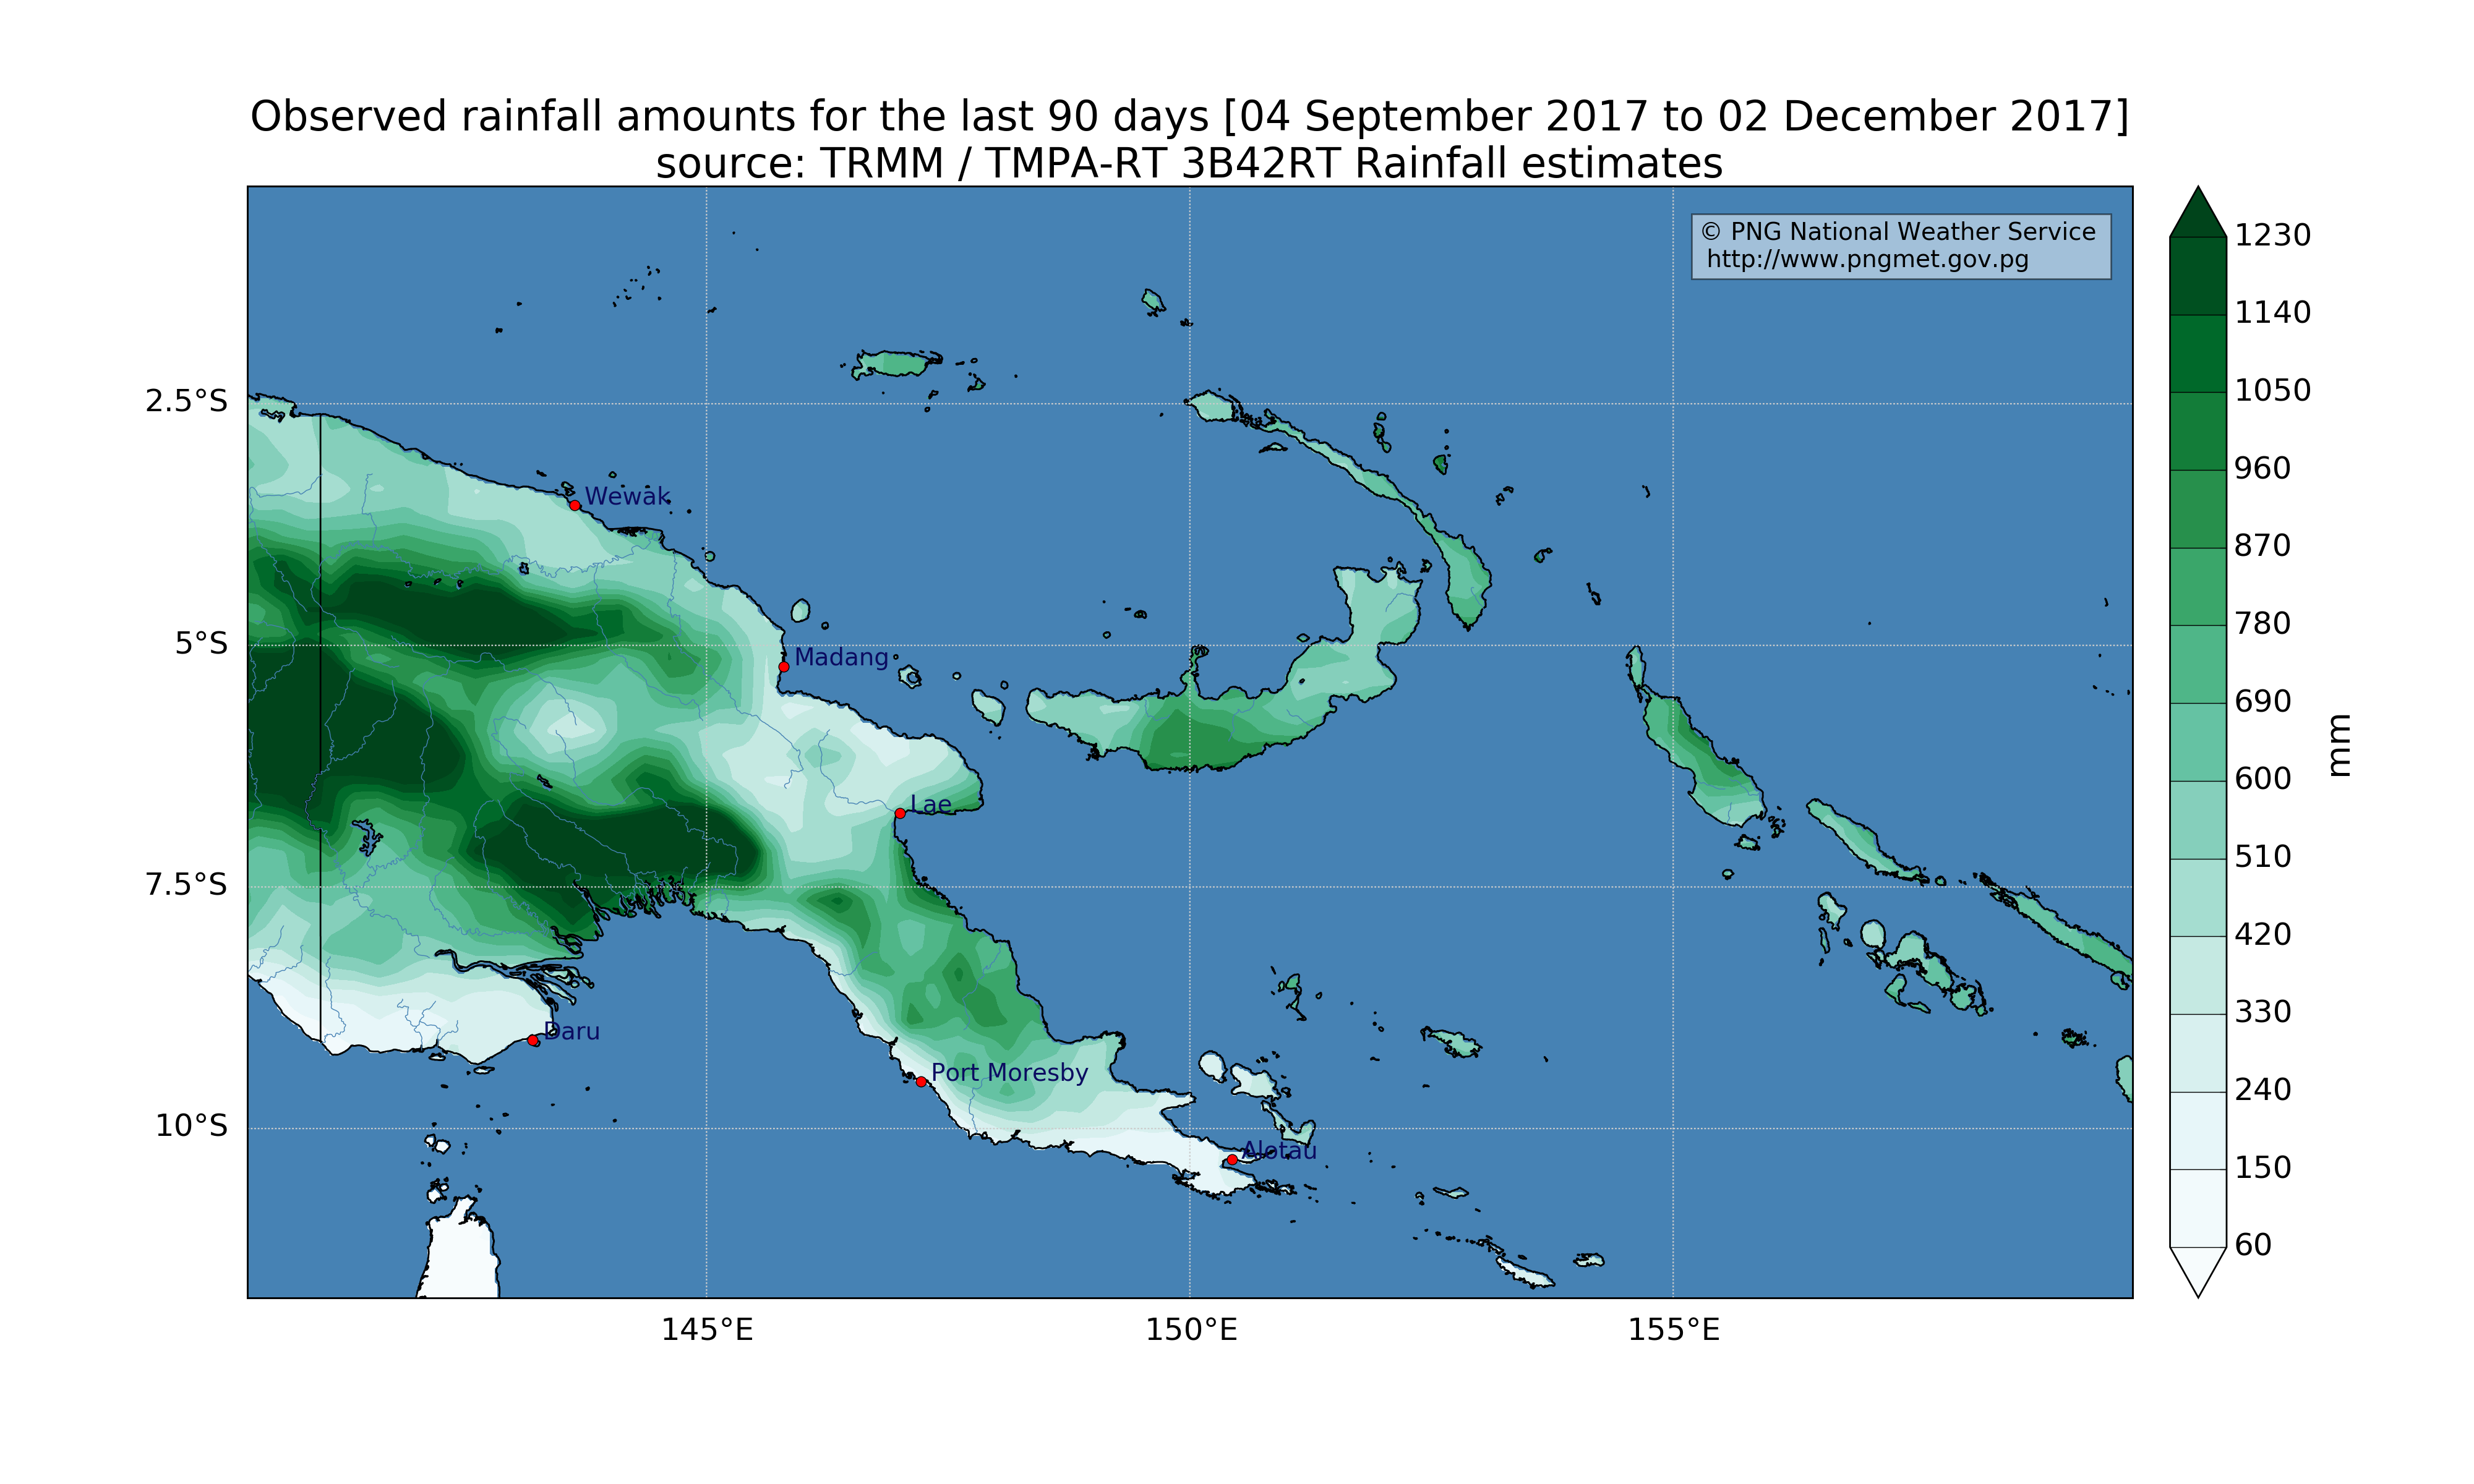 Observed rainfall amounts for the last 90 days [04 September 2017 to 02 December 2017]
source: TRMM / TMPA-RT 3B42RT Rainfall estimates
© PNG National Weather Service
http://www.pngmet.gov.pg
1230
1140
1050
960
870
780
690
600
510
420
330
240
150
60
mm
2.5°S
5°S
7.5°S
10°S
Wewak
Madang
Lae
Daru
Port Moresby
Alotau
145°E
150°E
155°E